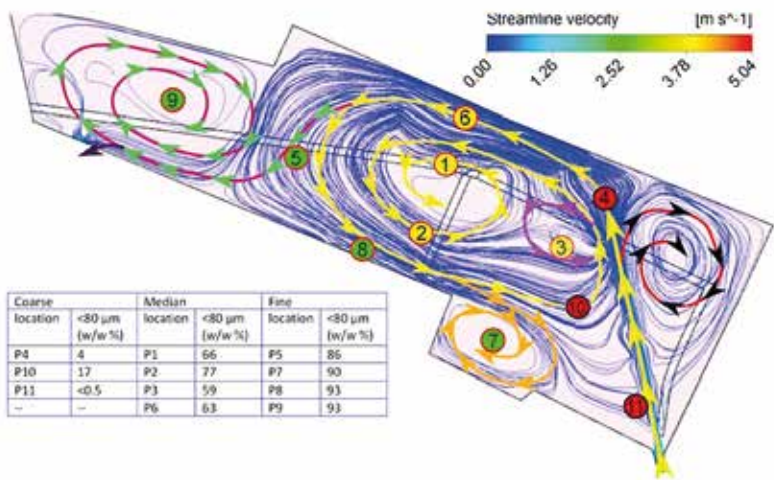 Streamline velocity [m s^-1]
0.00 1.26 2.52 3.78 5.04
9
6
5
1
4
2
3
8
10
7
11
Coarse Median Fine
location <80 µm (w/w %) location <80 µm (w/w %) location <80 µm (w/w %)
P4 4 P1 66 P5 86
P10 17 P2 77 P7 90
P11 <0.5 P3 59 P8 93
-- -- P6 63 P9 93